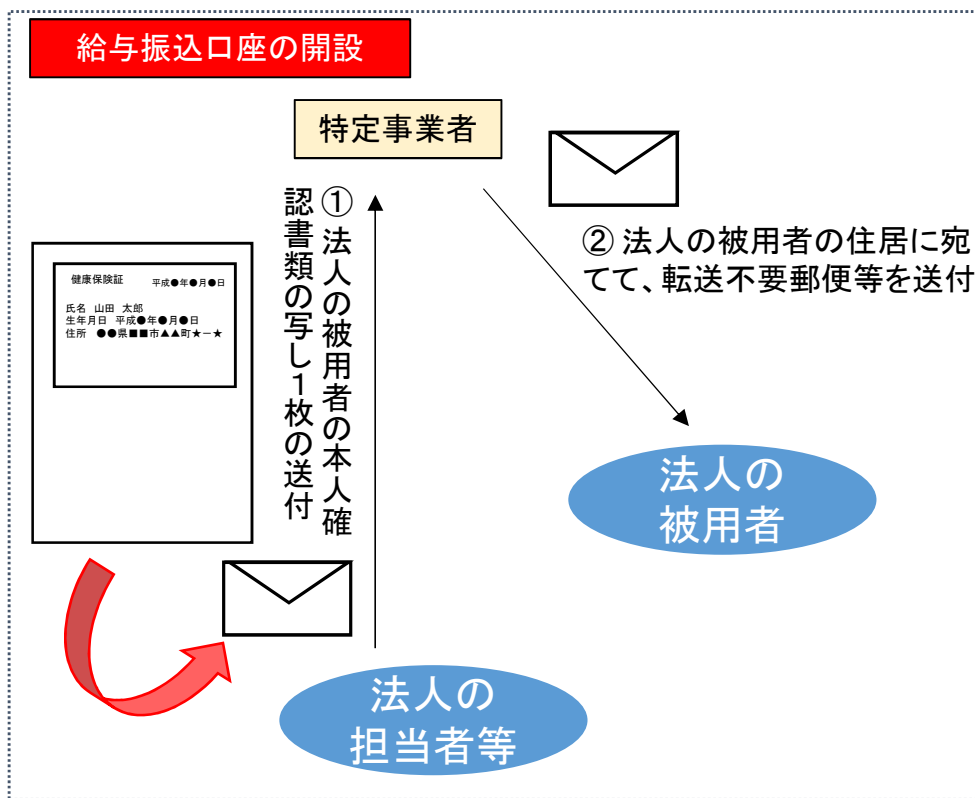 給与振込口座の開設
特定事業者
① 法人の被用者の本人確
認書類の写し1枚の送付
② 法人の被用者の住居に宛
てて、転送不要郵便等を送付
健康保険証 平成●年●月●日
氏名 山田 太郎
生年月日 平成●年●月●日
住所 ●●県■■市▲▲町★ー★
法人の
被用者
法人の
担当者等